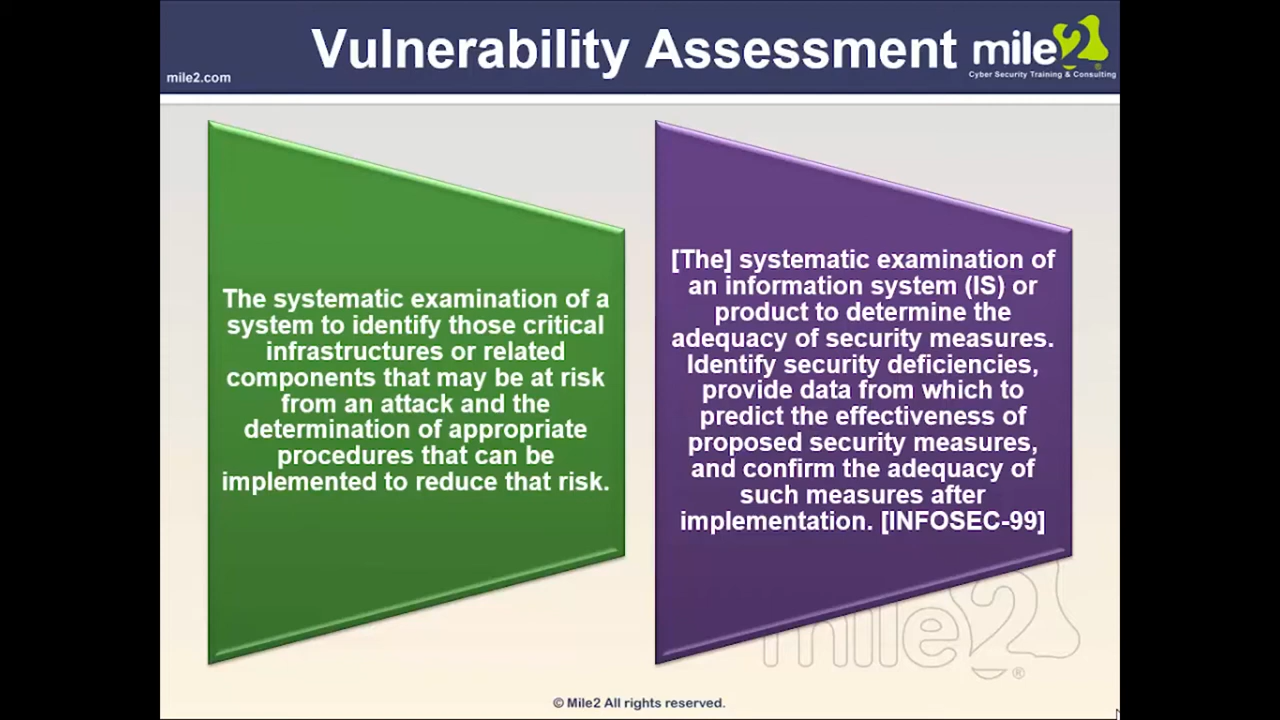 Vulnerability Assessment
mile2
Cyber Security Training & Consulting
mile2.com
The systematic examination of a
system to identify those critical
infrastructures or related
components that may be at risk
from an attack and the
determination of appropriate
procedures that can be
implemented to reduce that risk.
[The] systematic examination of
an information system (IS) or
product to determine the
adequacy of security measures.
Identify security deficiencies,
provide data from which to
predict the effectiveness of
proposed security measures,
and confirm the adequacy of
such measures after
implementation. [INFOSEC-99]
mile2®
© Mile2 All rights reserved.